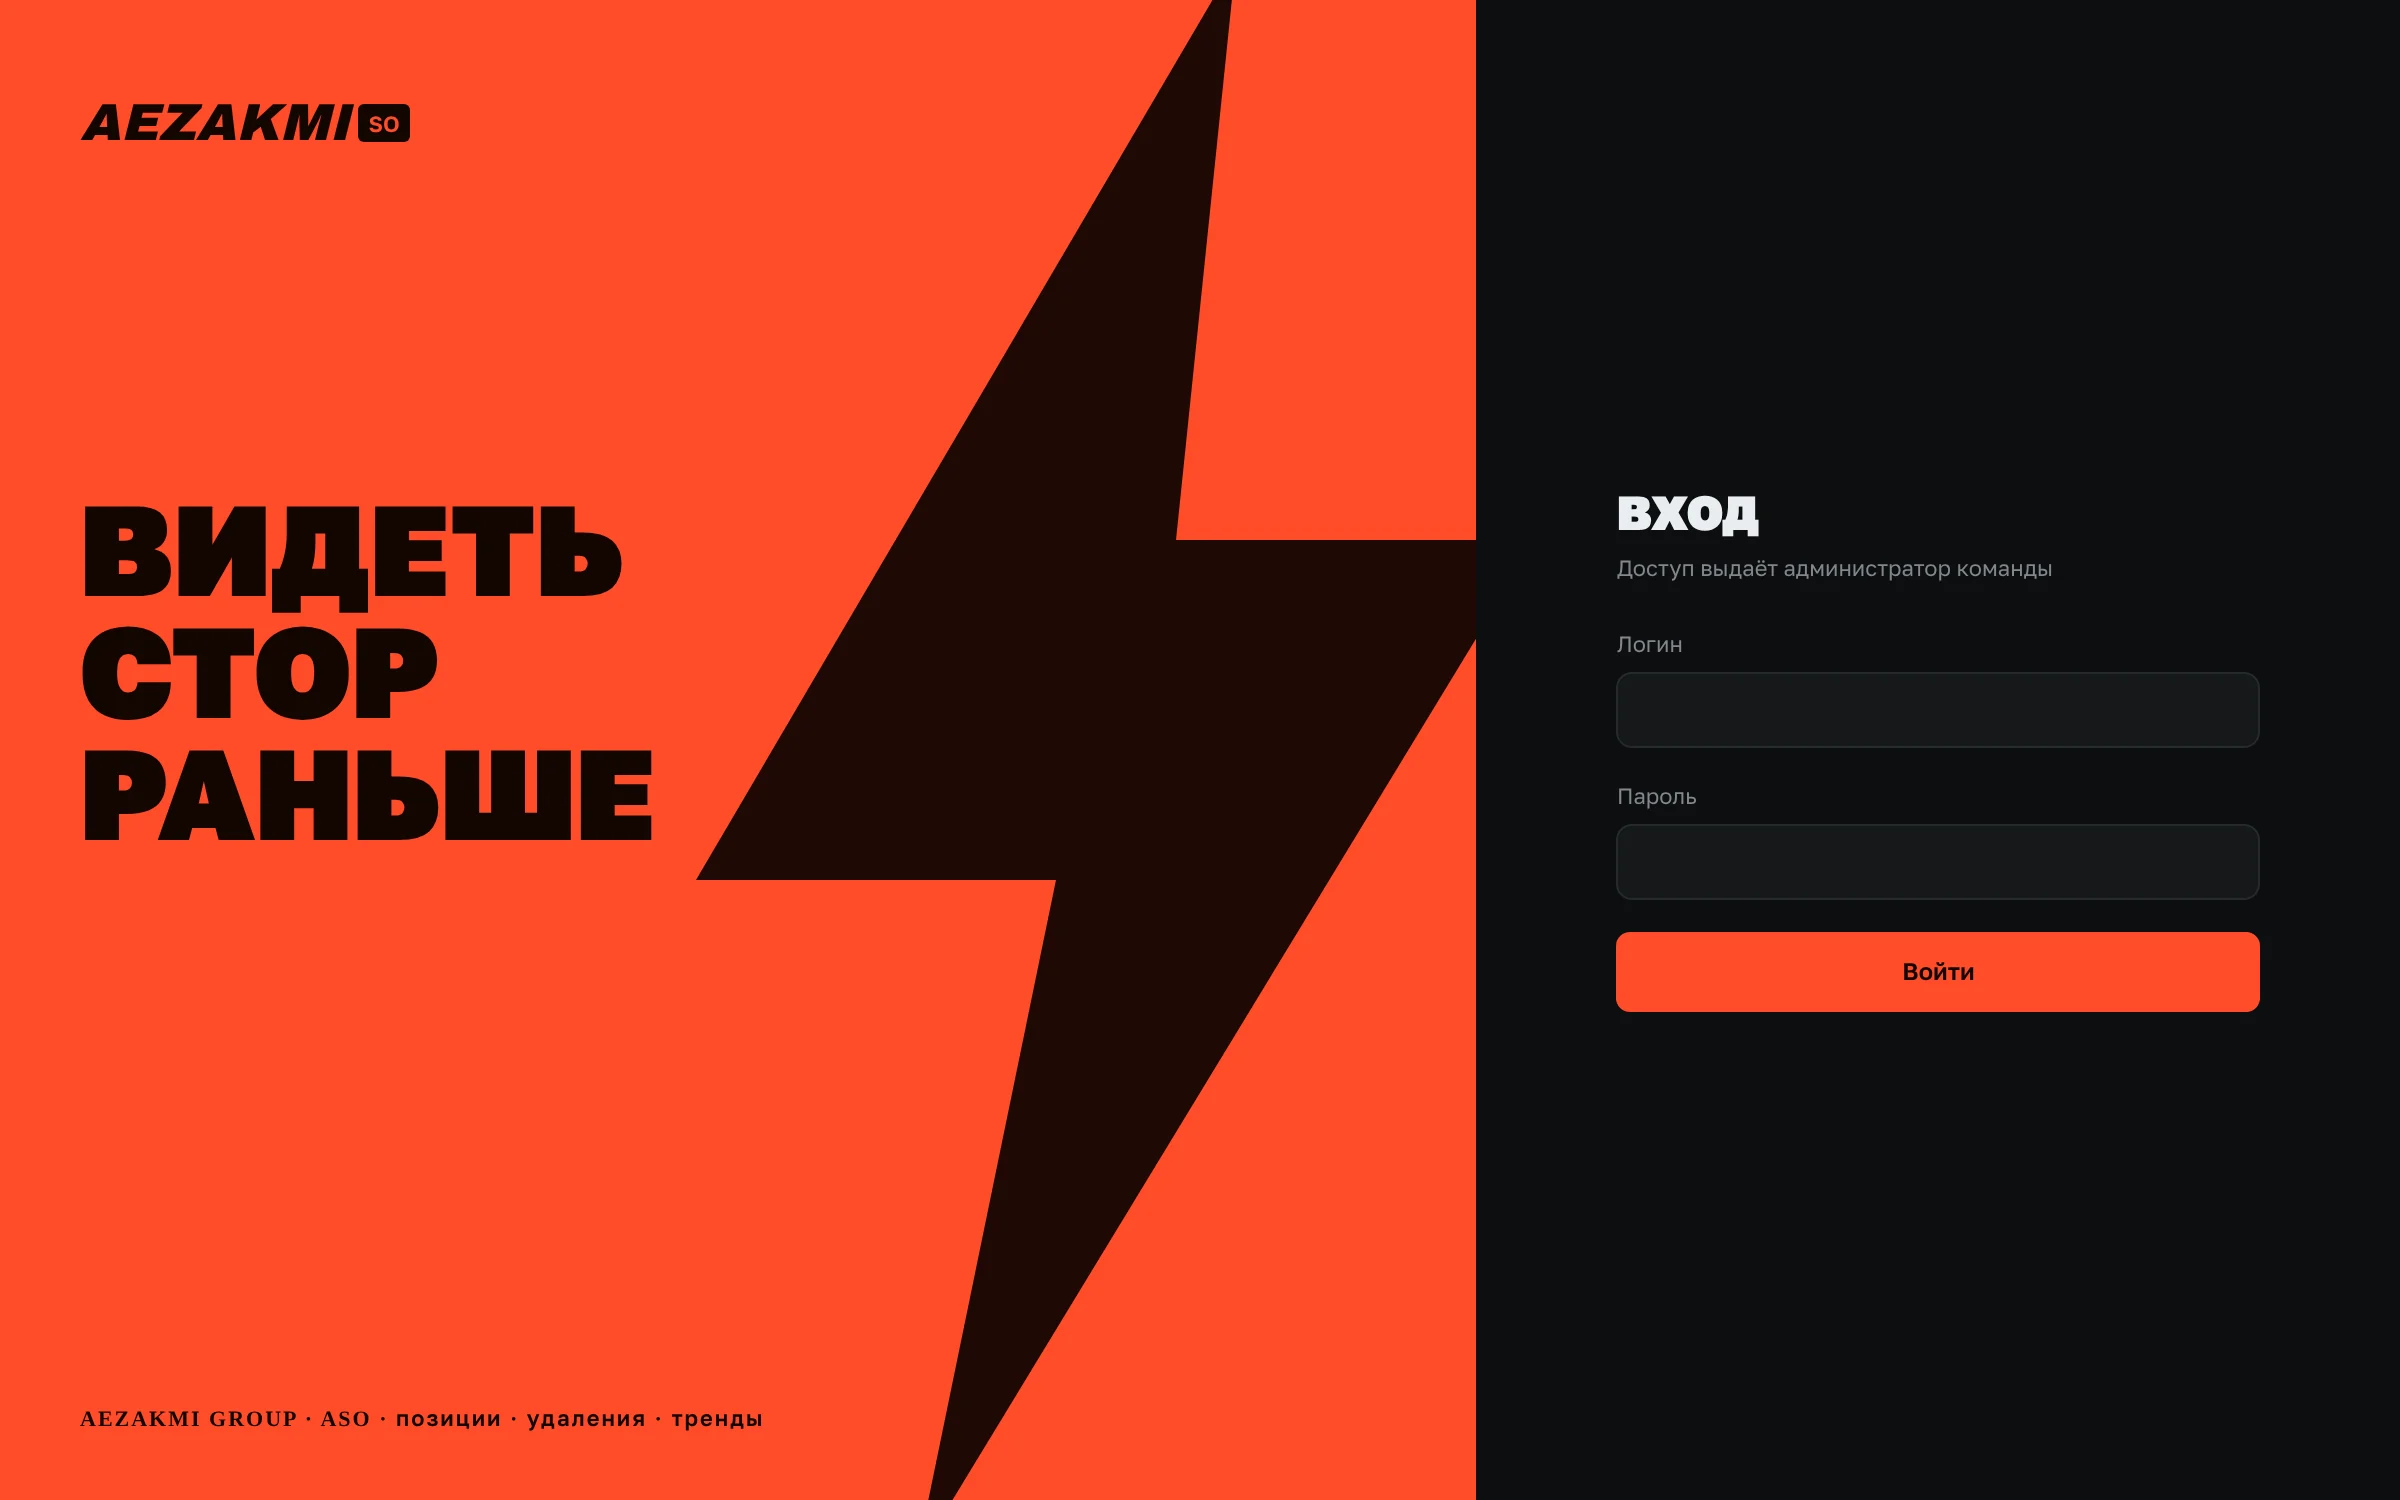 AEZAKMI SO
ВИДЕТЬ
СТОР
РАНЬШЕ
AEZAKMI GROUP · ASO · позиции · удаления · тренды
ВХОД
Доступ выдаёт администратор команды
Логин
Пароль
Войти